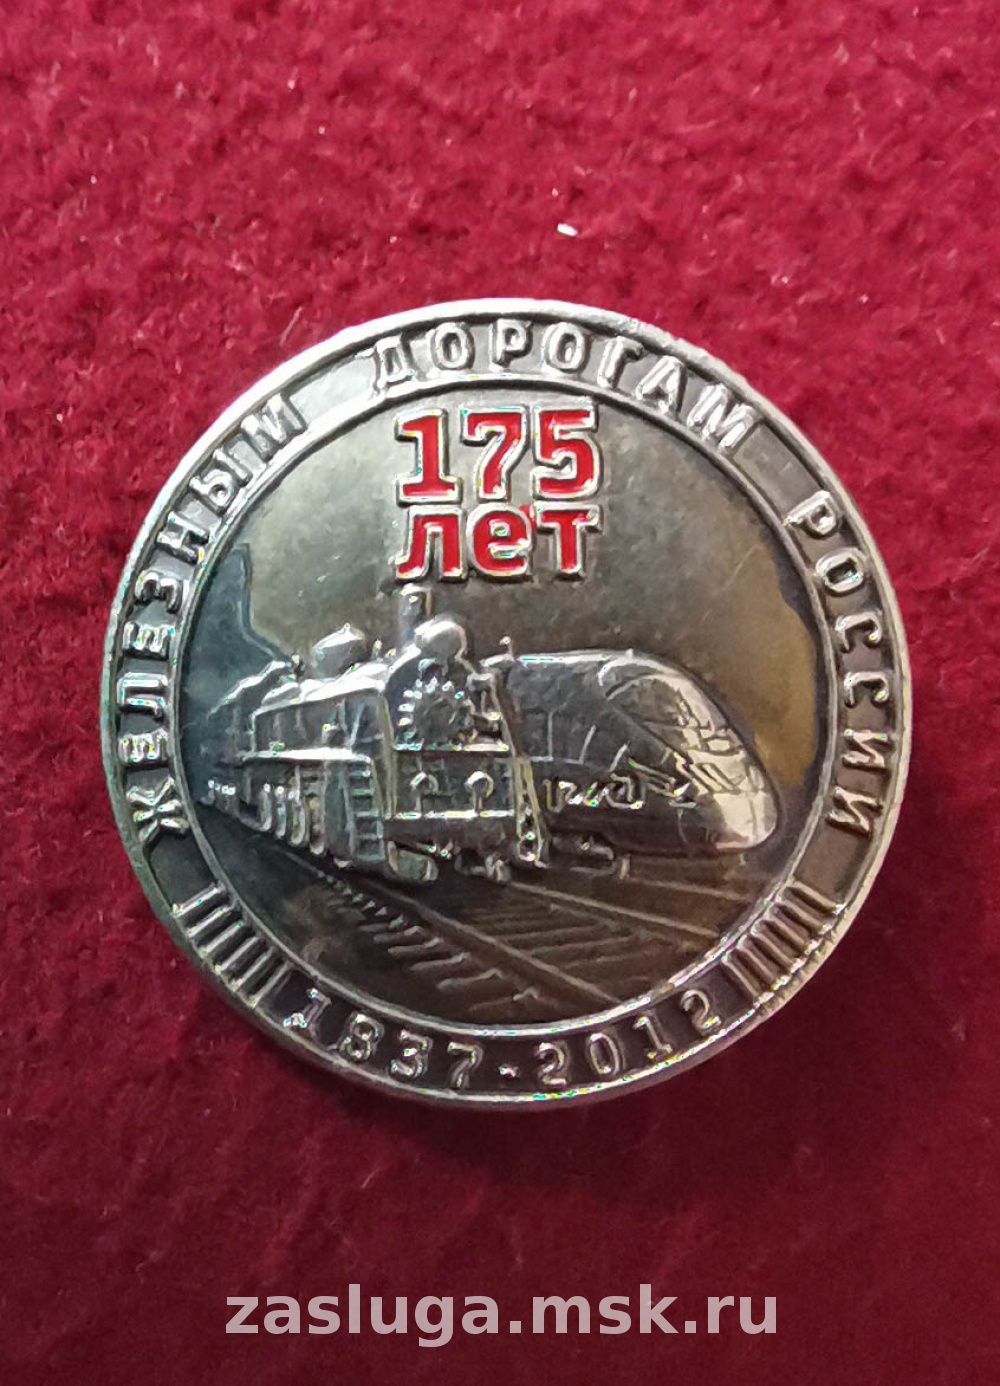 ЖЕЛЕЗНЫМ ДОРОГАМ РОССИИ
175
лет
1837-2012
zasluga.msk.ru